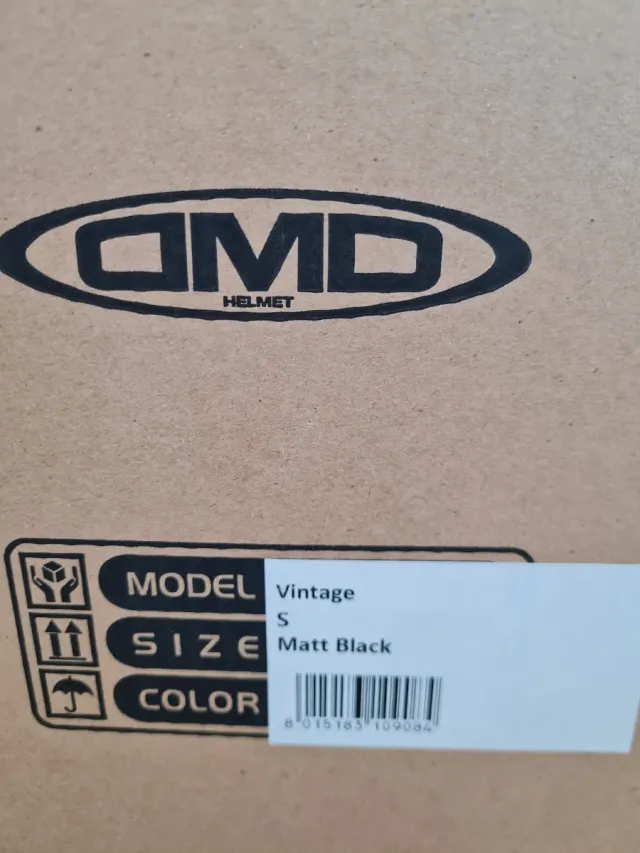 DMD
HELMET
MODEL
Vintage
SIZE
S
COLOR
Matt Black
8 015183 109084